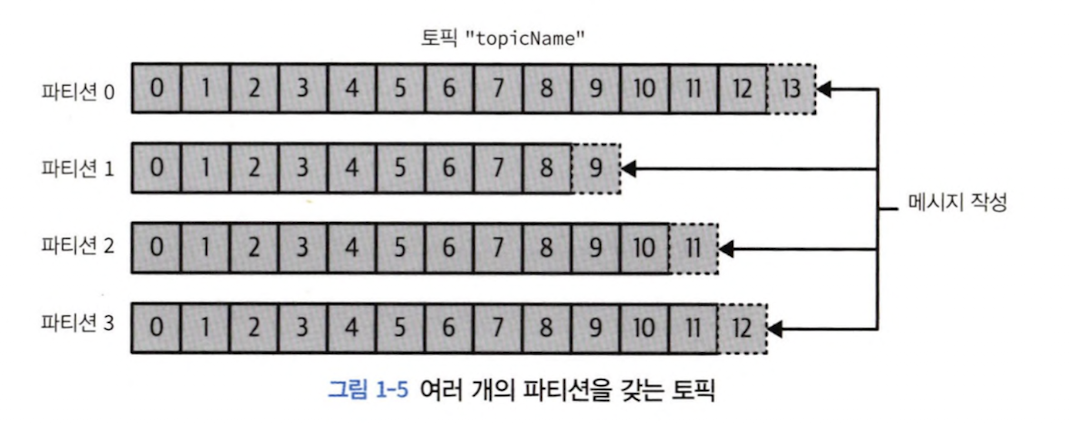 토픽 "topicName"
파티션 0 0 1 2 3 4 5 6 7 8 9 10 11 12 13
파티션 1 0 1 2 3 4 5 6 7 8 9
메시지 작성
파티션 2 0 1 2 3 4 5 6 7 8 9 10 11
파티션 3 0 1 2 3 4 5 6 7 8 9 10 11 12
그림 1-5 여러 개의 파티션을 갖는 토픽